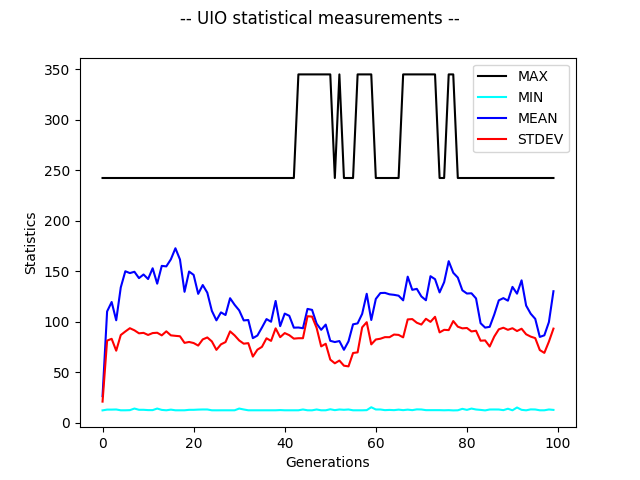 -- UIO statistical measurements --
350
300
250
200
150
100
50
0
Statistics
MAX
MIN
MEAN
STDEV
0 20 40 60 80 100
Generations